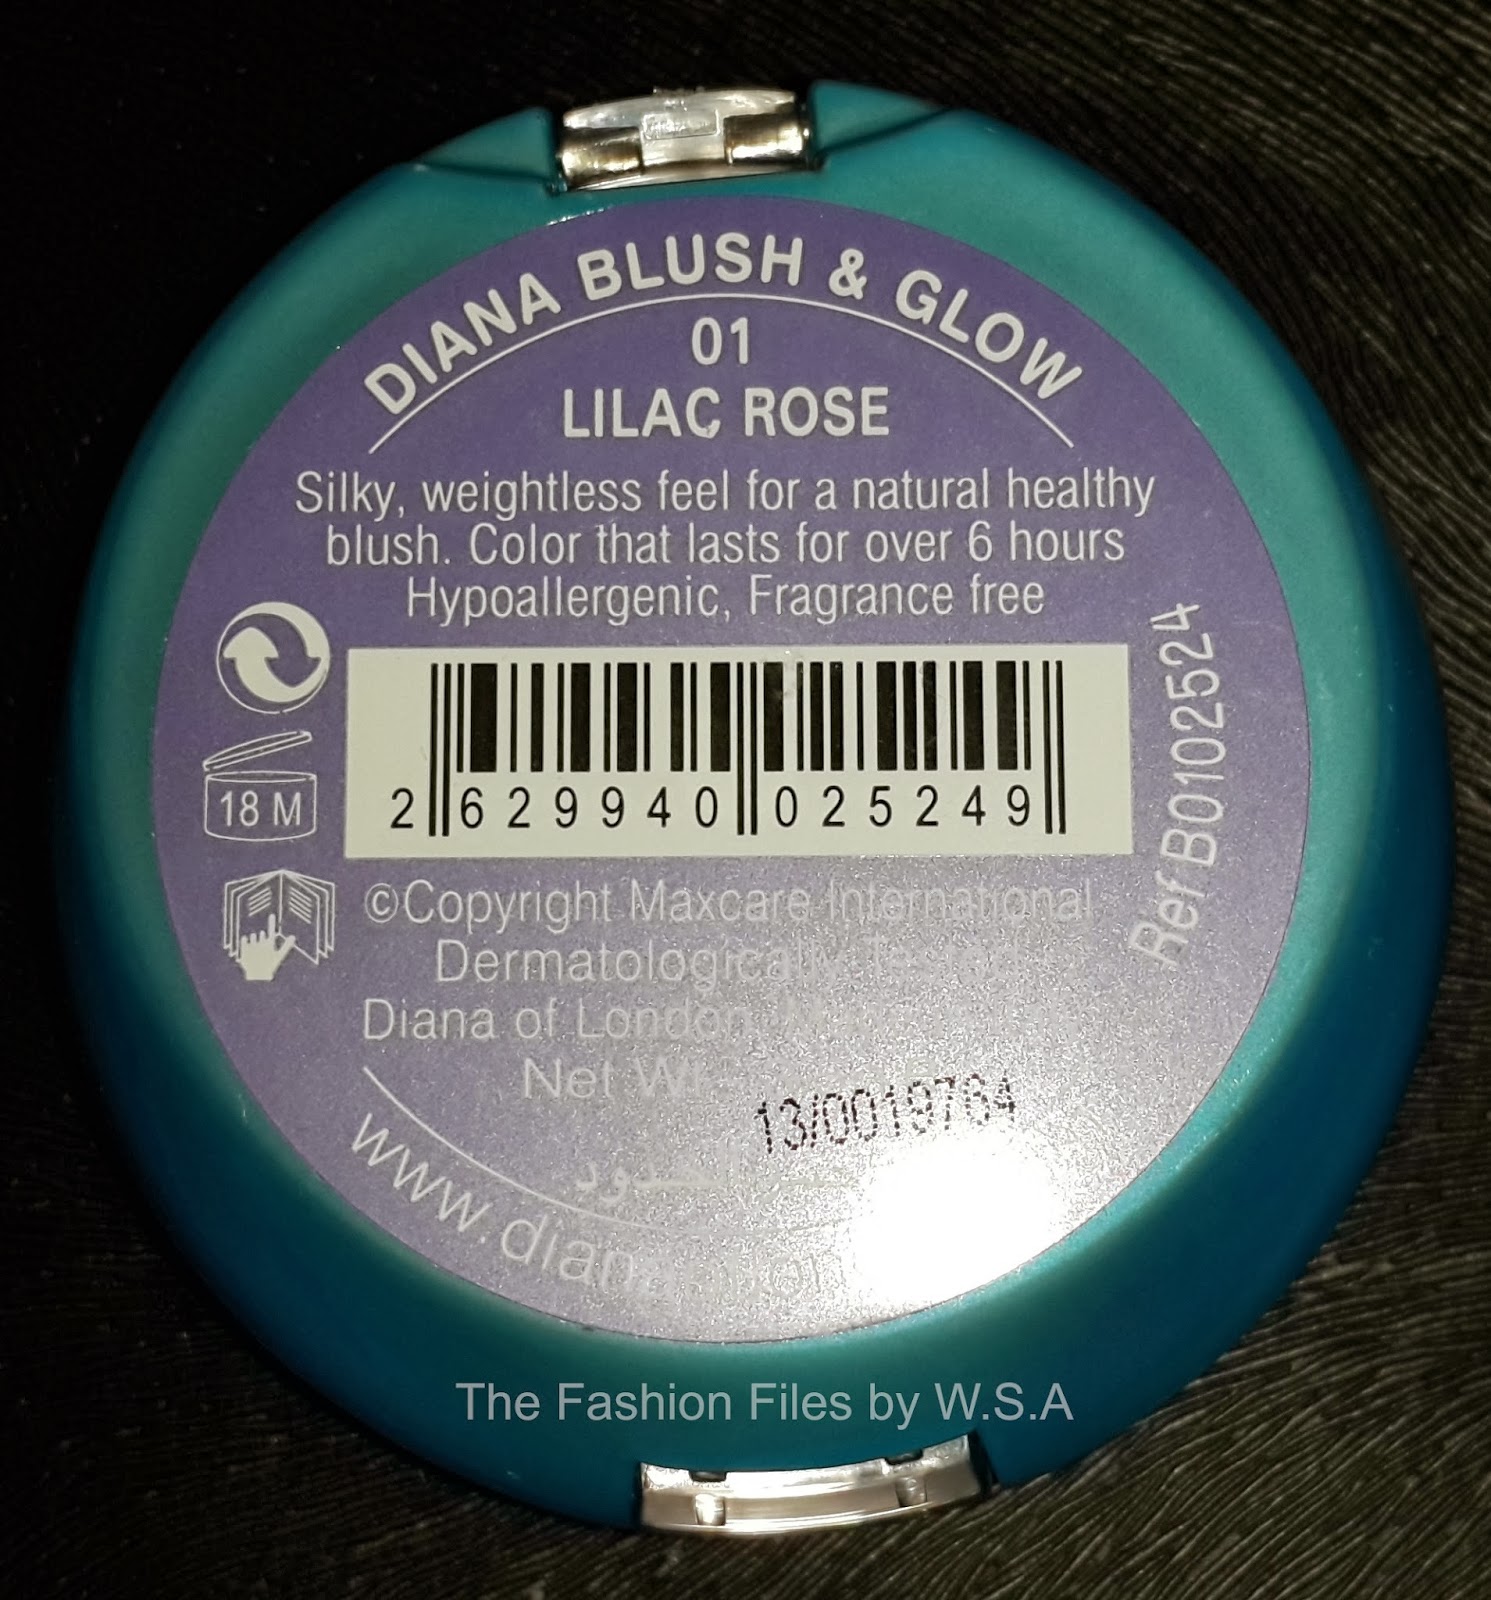 DIANA BLUSH & GLOW
01
LILAC ROSE
Silky, weightless feel for a natural healthy
blush. Color that lasts for over 6 hours
Hypoallergenic, Fragrance free
18 M
2 629940 025249
Ref B0102524
©Copyright Maxcare International
Dermatologically Tested
Diana of London
Net Wt
13/0019764
The Fashion Files by W.S.A